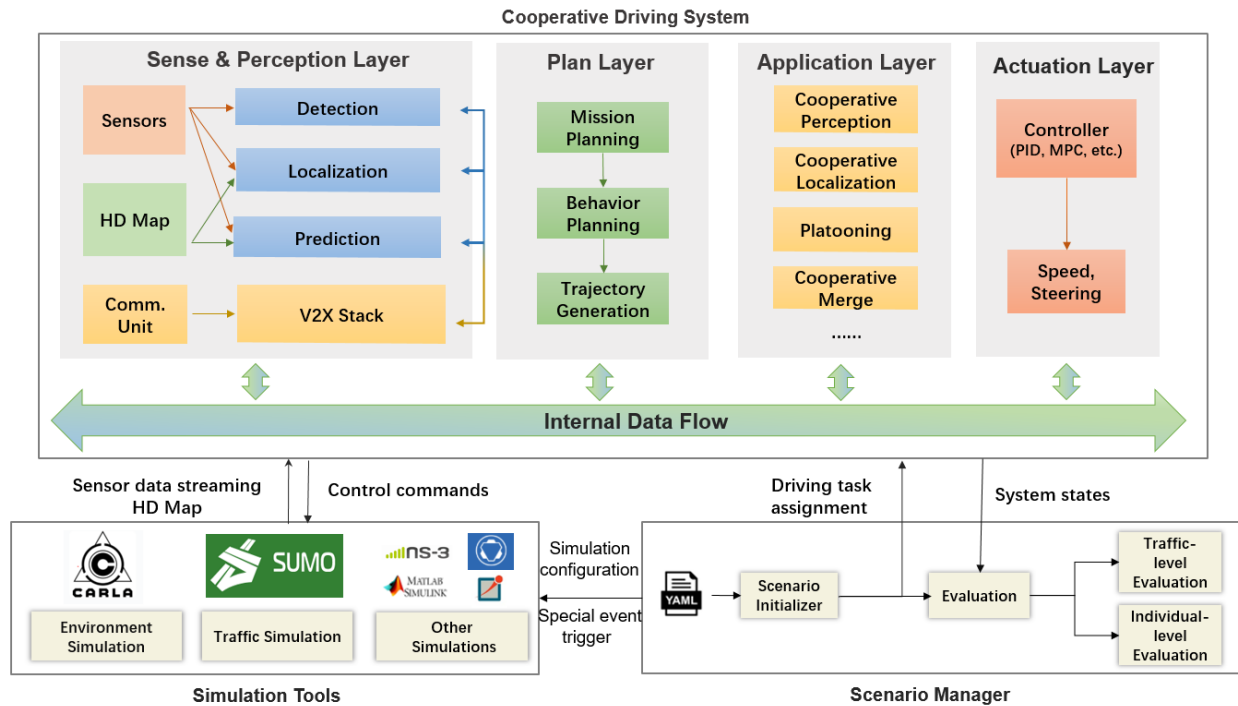 Cooperative Driving System
Sense & Perception Layer
Sensors
HD Map
Comm.
Unit
Detection
Localization
Prediction
V2X Stack
Plan Layer
Mission
Planning
Behavior
Planning
Trajectory
Generation
Application Layer
Cooperative
Perception
Cooperative
Localization
Platooning
Cooperative
Merge
......
Actuation Layer
Controller
(PID, MPC, etc.)
Speed,
Steering
Internal Data Flow
Sensor data streaming
HD Map
Control commands
Driving task
assignment
System states
CARLA
SUMO
NS-3
MATLAB
SIMULINK
Environment
Simulation
Traffic Simulation
Other
Simulations
Simulation Tools
Simulation
configuration
Special event
trigger
YAML
Scenario
Initializer
Evaluation
Traffic-
level
Evaluation
Individual-
level
Evaluation
Scenario Manager